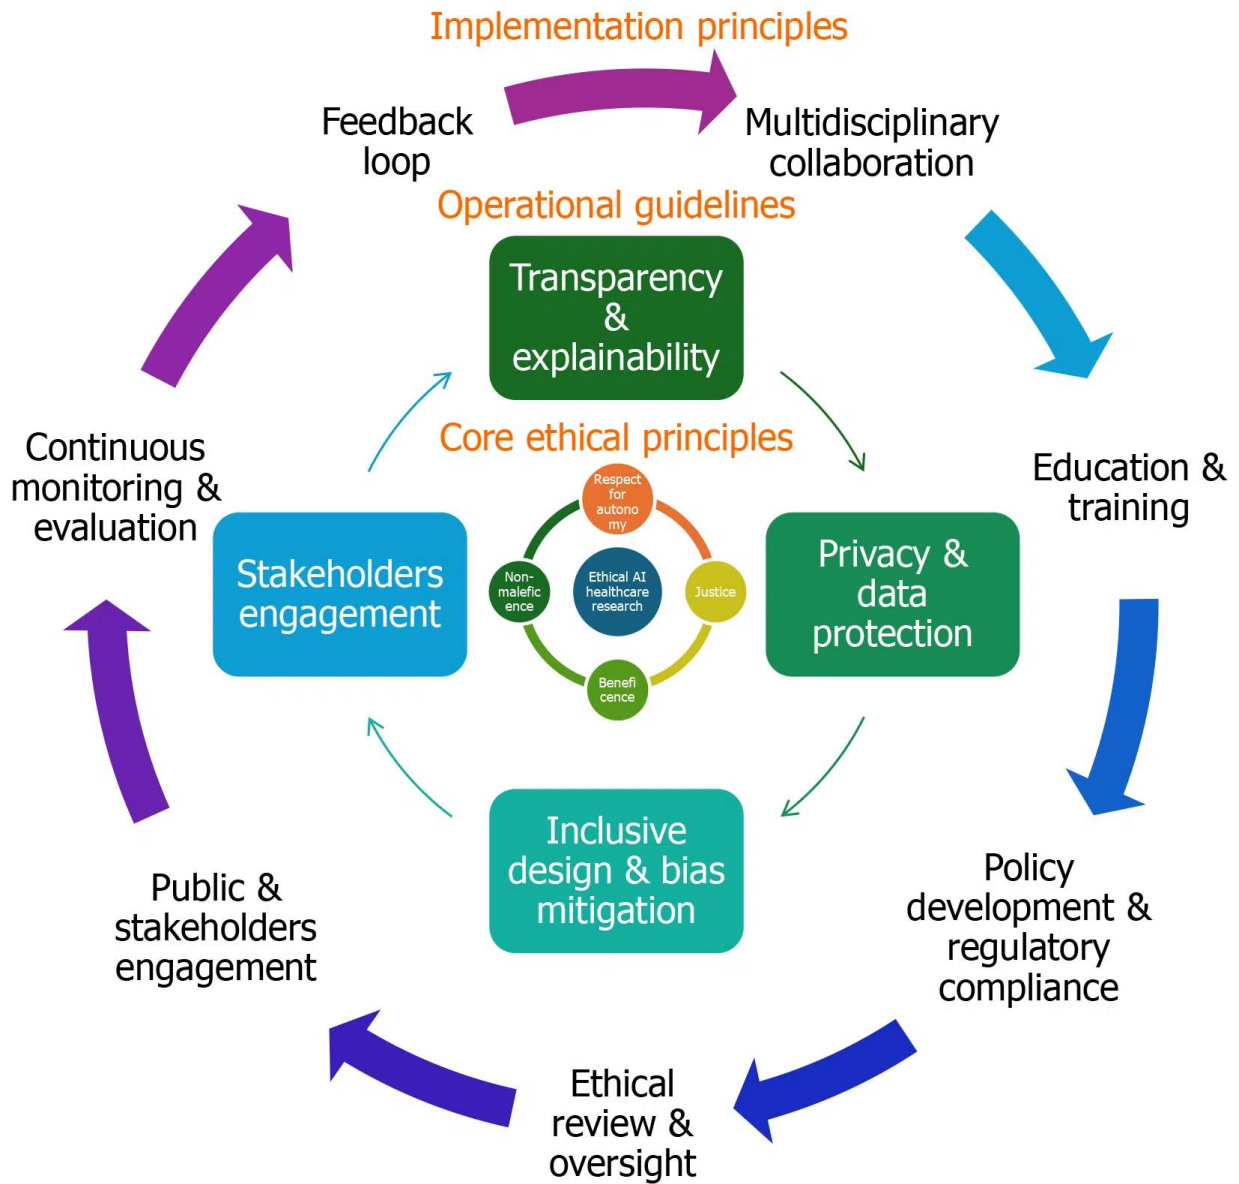 Implementation principles
Feedback
loop
Multidisciplinary
collaboration
Operational guidelines
Transparency
&
explainability
Core ethical principles
Respect
for
autono
my
Continuous
monitoring &
evaluation
Education &
training
Stakeholders
engagement
Non-
malefic
ence
Ethical AI
healthcare
research
Justice
Privacy &
data
protection
Benefi
cence
Inclusive
design & bias
mitigation
Public &
stakeholders
engagement
Policy
development &
regulatory
compliance
Ethical
review &
oversight